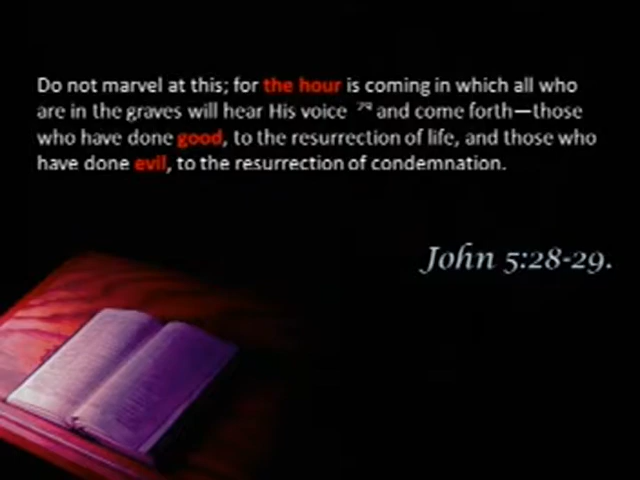 Do not marvel at this; for the hour is coming in which all who
are in the graves will hear His voice ²⁹ and come forth—those
who have done good, to the resurrection of life, and those who
have done evil, to the resurrection of condemnation.
John 5:28-29.